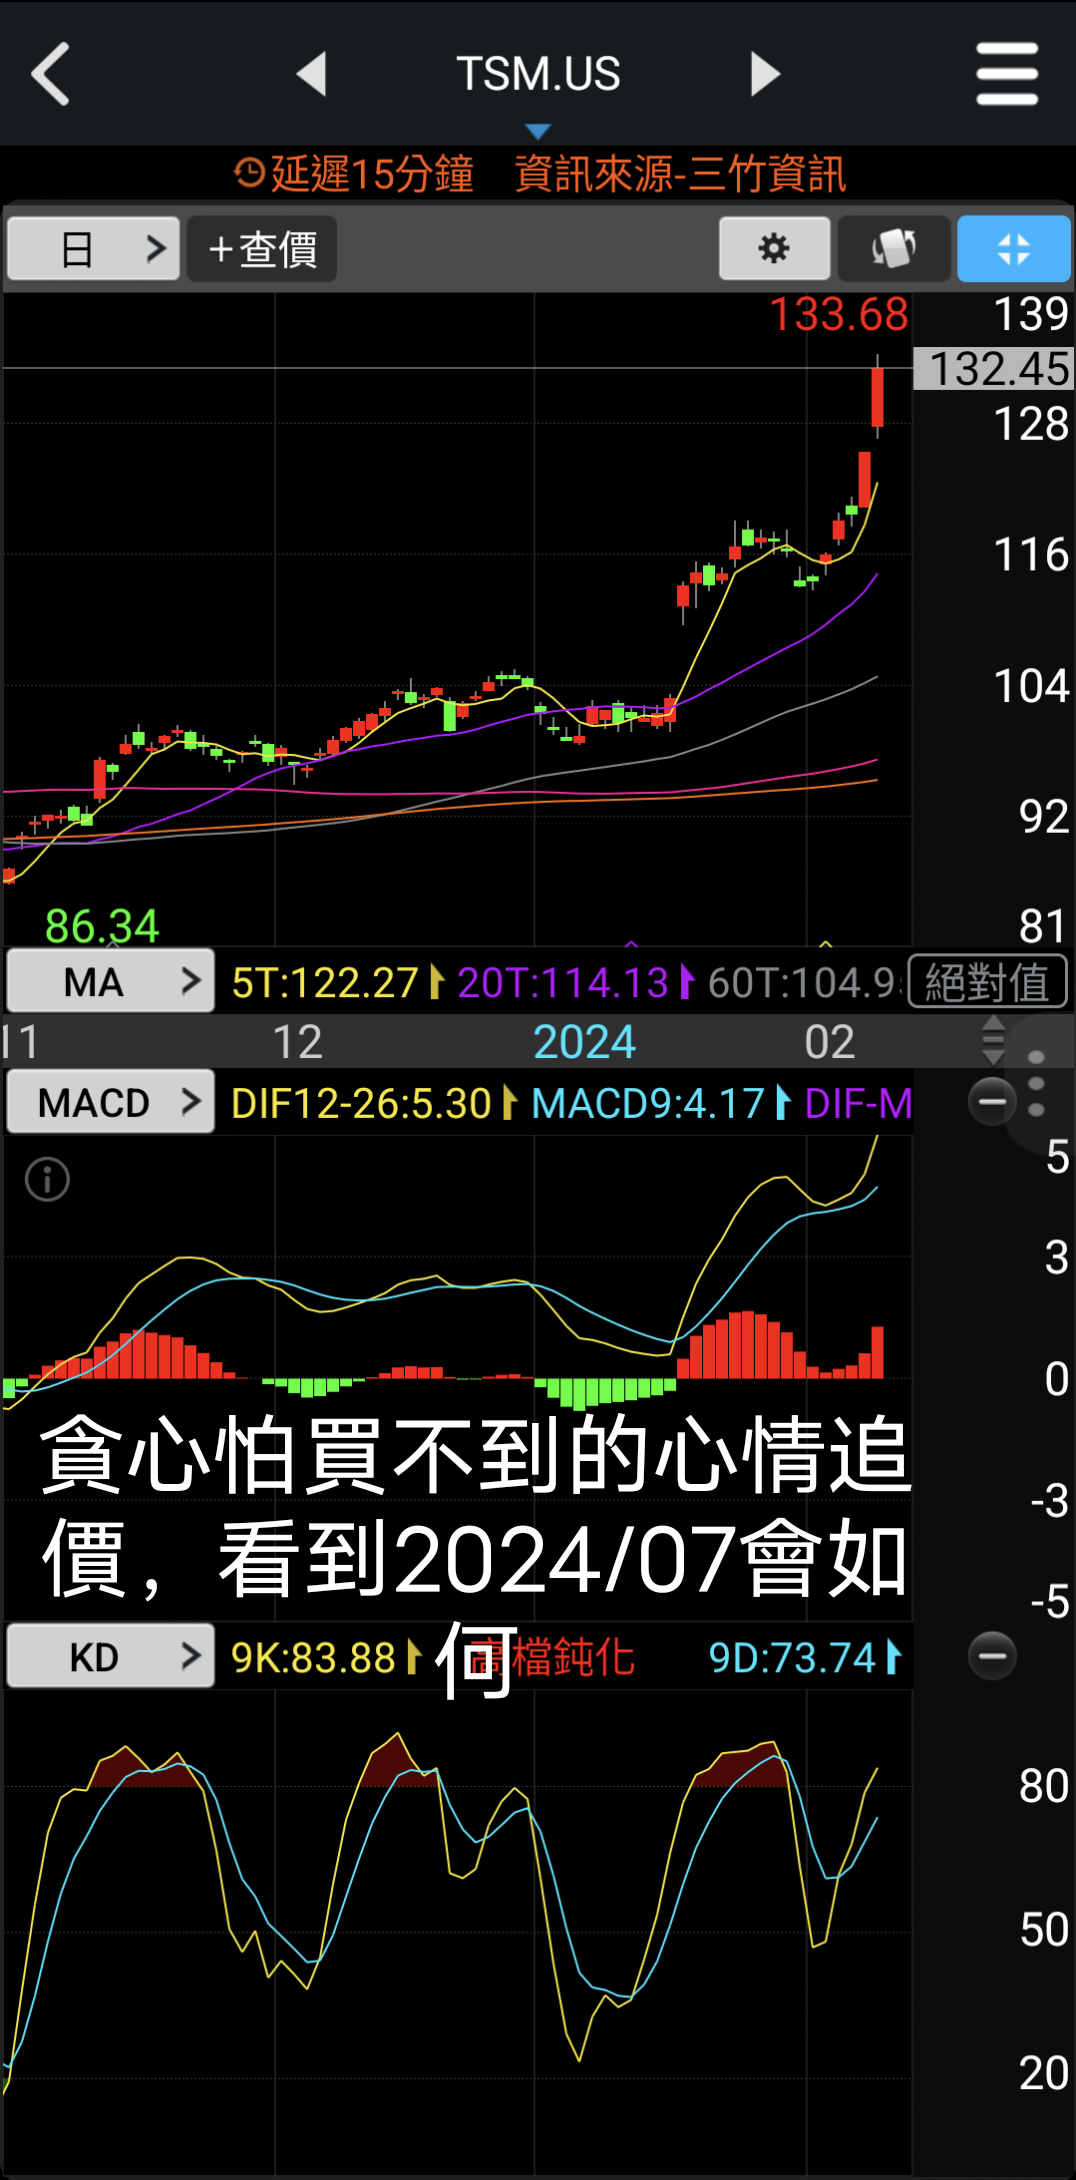 TSM.US
延遲15分鐘 資訊來源-三竹資訊
日 +查價
133.68
139
132.45
128
116
104
92
86.34
81
MA 5T:122.27 20T:114.13 60T:104.9 絕對值
11 12 2024 02
MACD DIF12-26:5.30 MACD9:4.17 DIF-M
5
3
0
貪心怕買不到的心情追
-3
價，看到2024/07會如
-5
何
KD 9K:83.88 高檔鈍化 9D:73.74
80
50
20